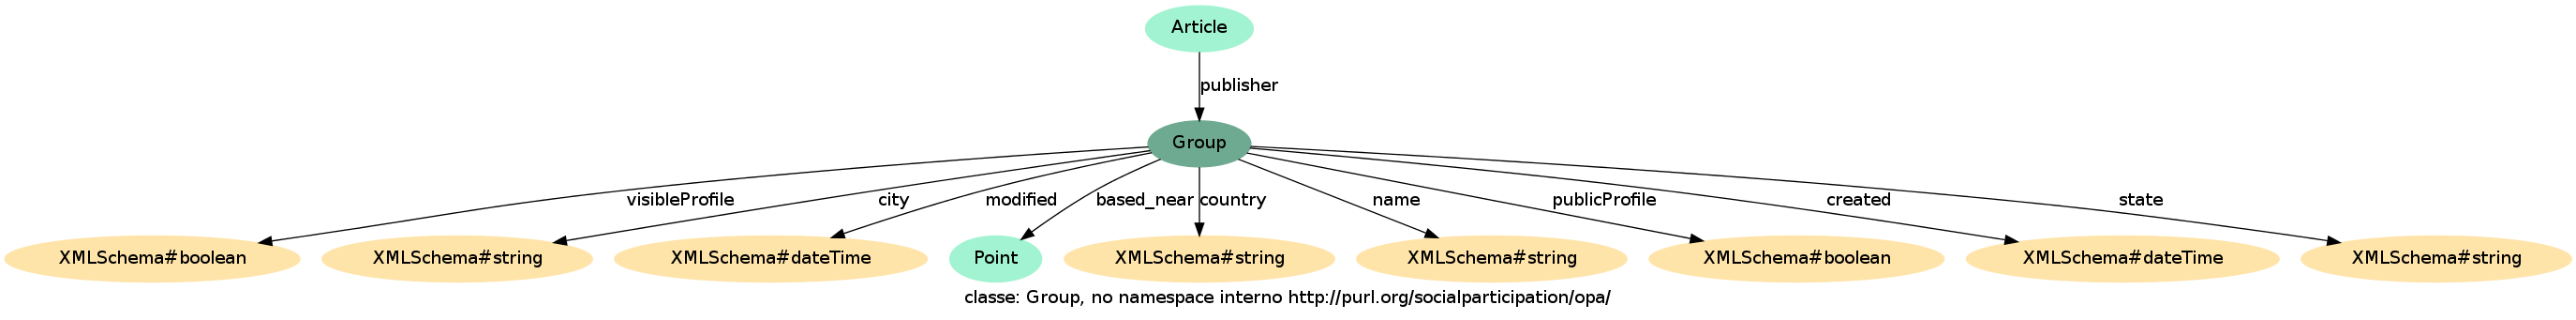 Article
publisher
Group
visibleProfile
city
modified
based_near
country
name
publicProfile
created
state
XMLSchema#boolean
XMLSchema#string
XMLSchema#dateTime
Point
XMLSchema#string
XMLSchema#string
XMLSchema#boolean
XMLSchema#dateTime
XMLSchema#string
classe: Group, no namespace interno http://purl.org/socialparticipation/opa/